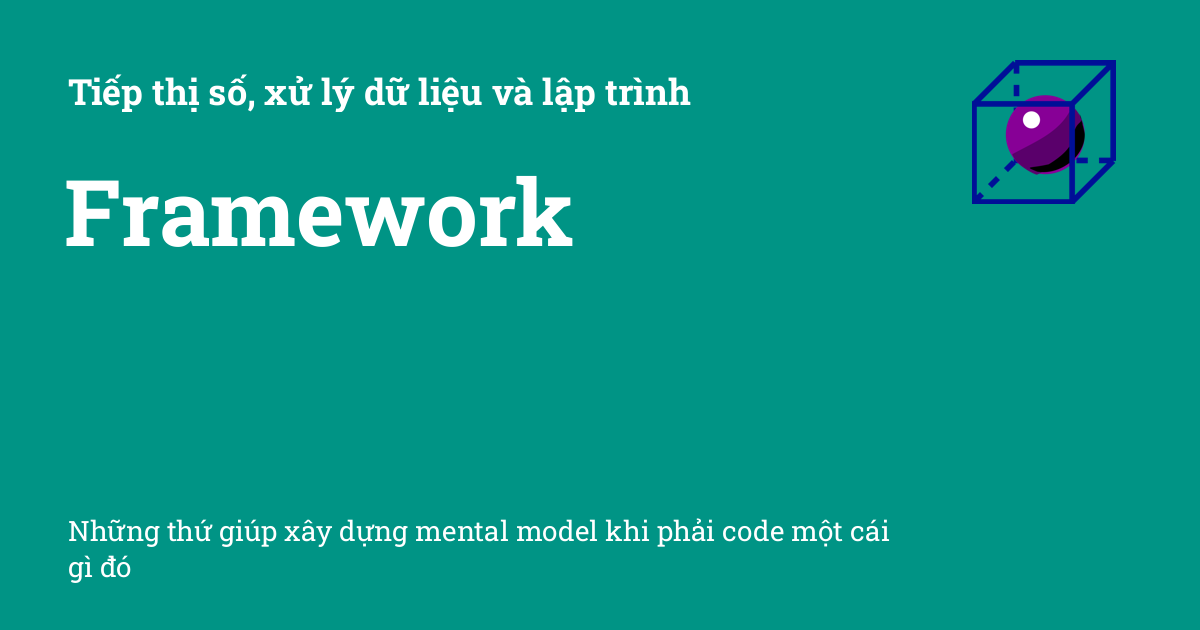 Tiếp thị số, xử lý dữ liệu và lập trình
Framework
Những thứ giúp xây dựng mental model khi phải code một cái
gì đó